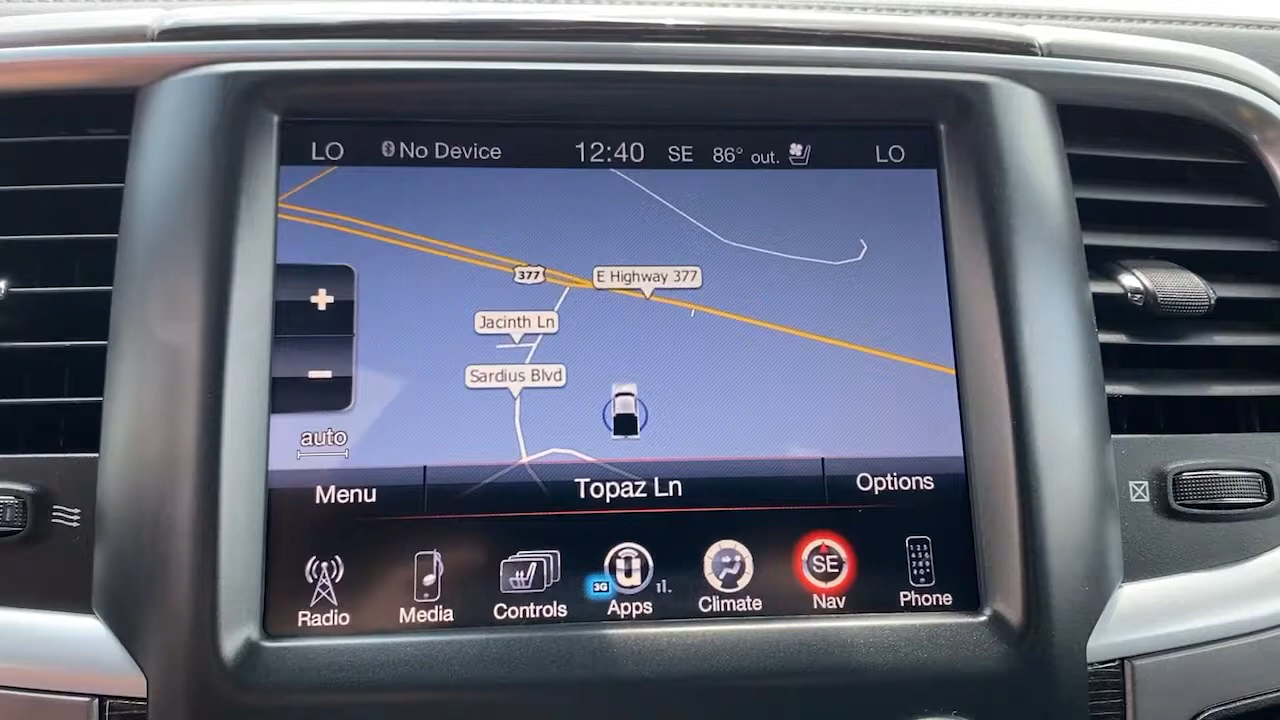 LO No Device 12:40 SE 86° out. LO
377 E Highway 377
Jacinth Ln
Sardius Blvd
auto
Menu Topaz Ln Options
3G SE
Radio Media Controls Apps Climate Nav Phone